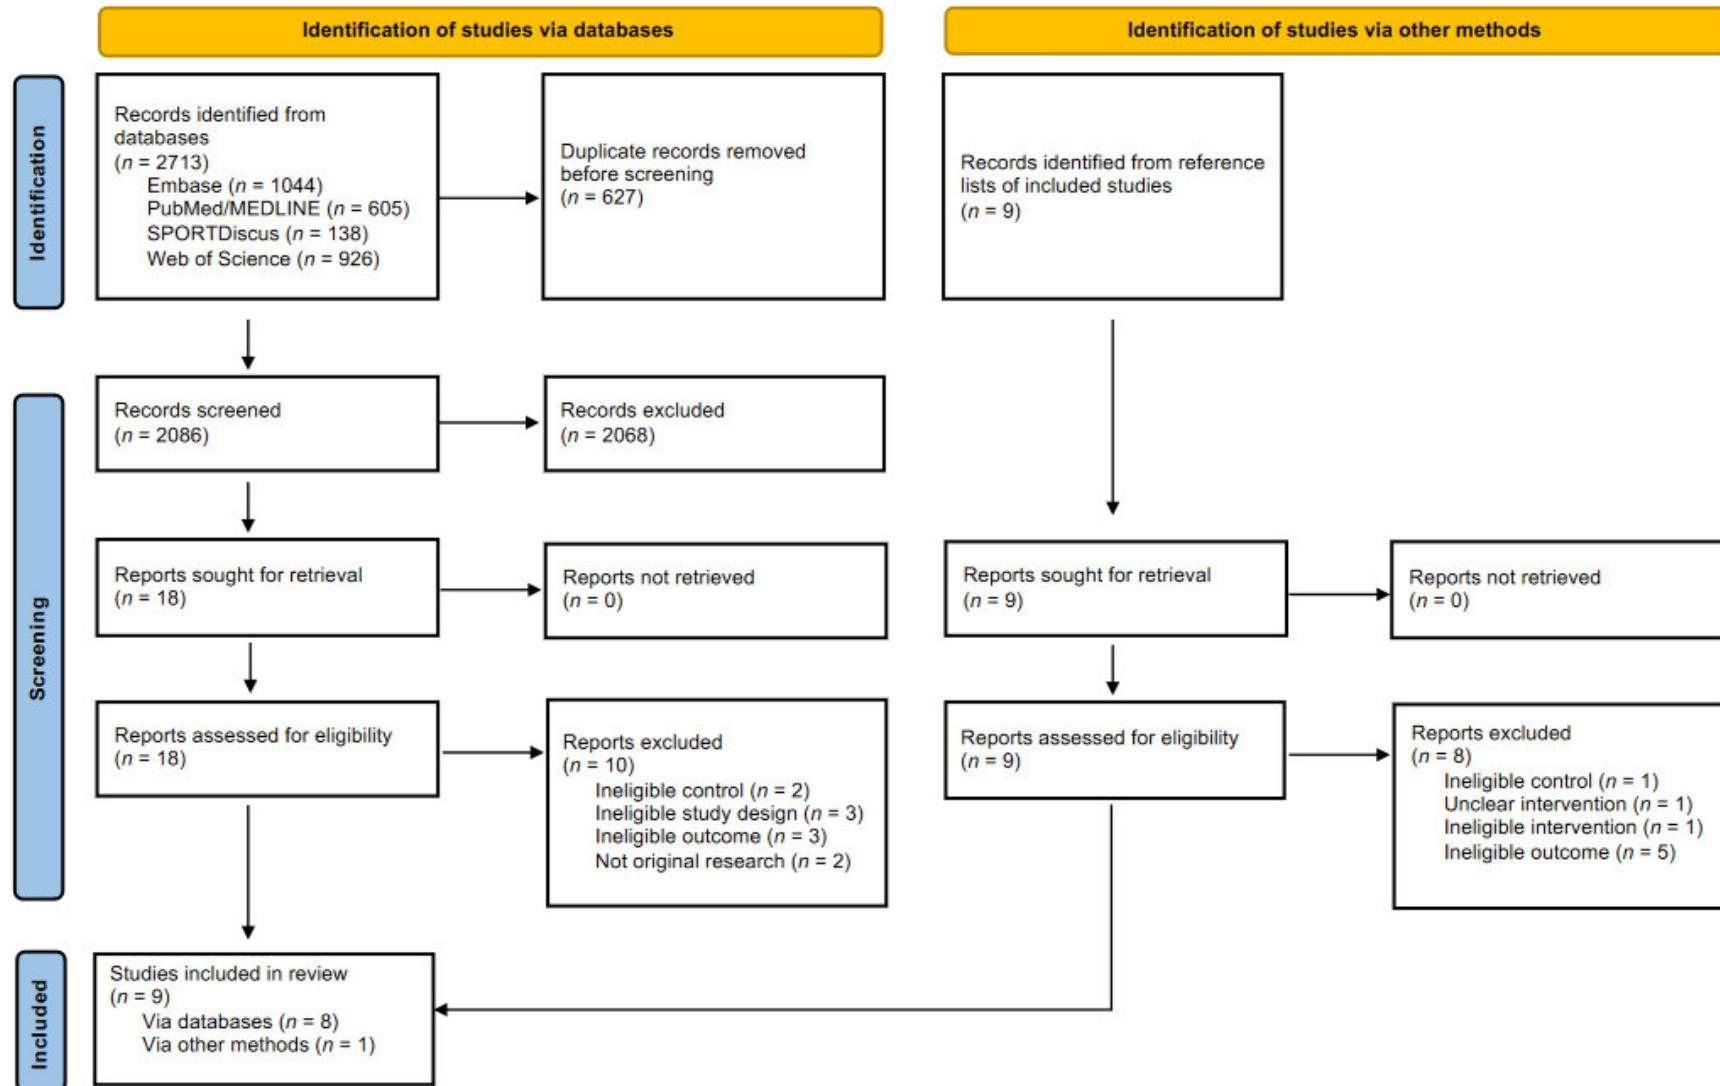 Identification of studies via databases
Identification of studies via other methods
Identification
Records identified from
databases
(n = 2713)
Embase (n = 1044)
PubMed/MEDLINE (n = 605)
SPORTDiscus (n = 138)
Web of Science (n = 926)
Duplicate records removed
before screening
(n = 627)
Records identified from reference
lists of included studies
(n = 9)
Screening
Records screened
(n = 2086)
Records excluded
(n = 2068)
Reports sought for retrieval
(n = 18)
Reports not retrieved
(n = 0)
Reports sought for retrieval
(n = 9)
Reports not retrieved
(n = 0)
Reports assessed for eligibility
(n = 18)
Reports excluded
(n = 10)
Ineligible control (n = 2)
Ineligible study design (n = 3)
Ineligible outcome (n = 3)
Not original research (n = 2)
Reports assessed for eligibility
(n = 9)
Reports excluded
(n = 8)
Ineligible control (n = 1)
Unclear intervention (n = 1)
Ineligible intervention (n = 1)
Ineligible outcome (n = 5)
Included
Studies included in review
(n = 9)
Via databases (n = 8)
Via other methods (n = 1)